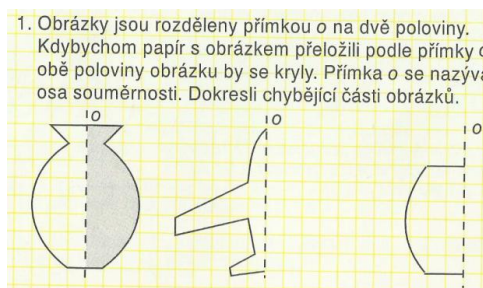 1. Obrázky jsou rozděleny přímkou o na dvě poloviny.
Kdybychom papír s obrázkem přeložili podle přímky o
obě poloviny obrázku by se kryly. Přímka o se nazýv
osa souměrnosti. Dokresli chybějící části obrázků.
o o o